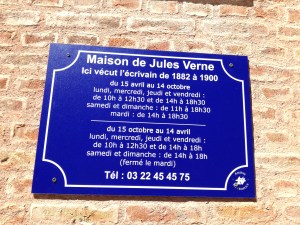 Maison de Jules Verne
Ici vécut l'écrivain de 1882 à 1900
du 15 avril au 14 octobre
lundi, mercredi, jeudi et vendredi :
de 10h à 12h30 et de 14h à 18h30
samedi et dimanche : de 11h à 18h30
mardi : de 14h à 18h30
du 15 octobre au 14 avril
lundi, mercredi, jeudi et vendredi :
de 10h à 12h30 et de 14h à 18h
samedi et dimanche : de 14h à 18h
(fermé le mardi)
Tél : 03 22 45 45 75